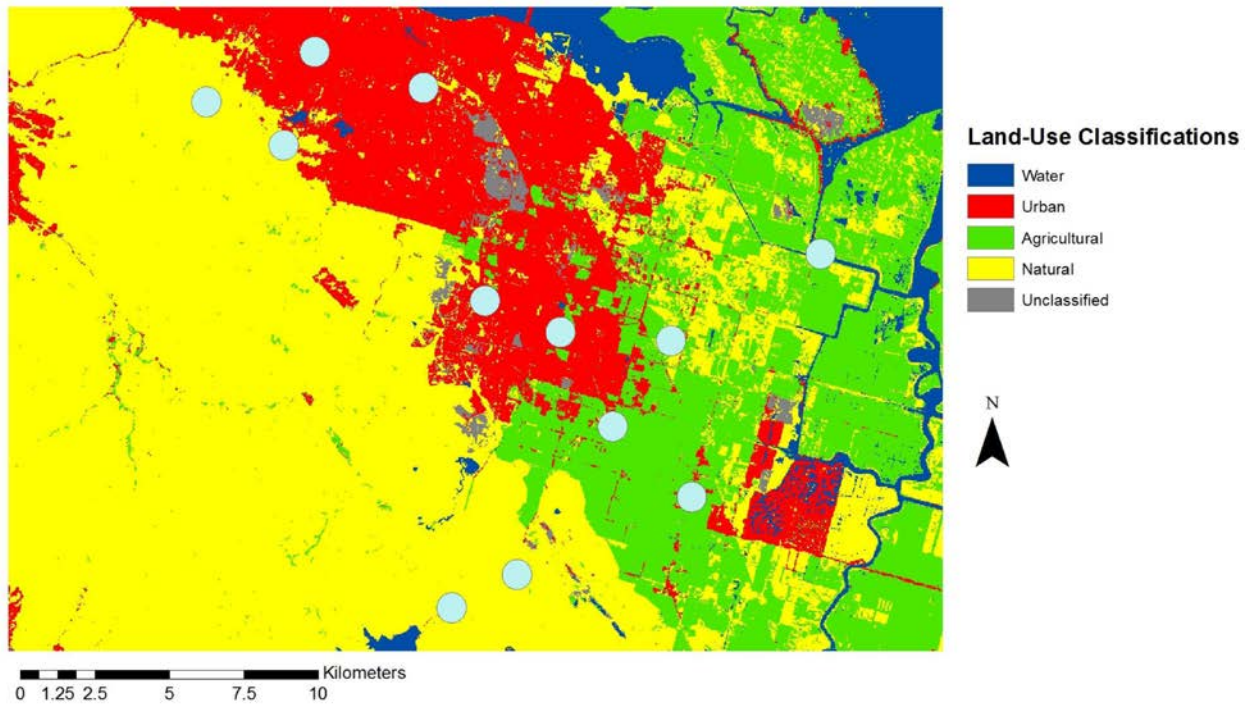 Land-Use Classifications
Water
Urban
Agricultural
Natural
Unclassified
N
Kilometers
0 1.25 2.5 5 7.5 10